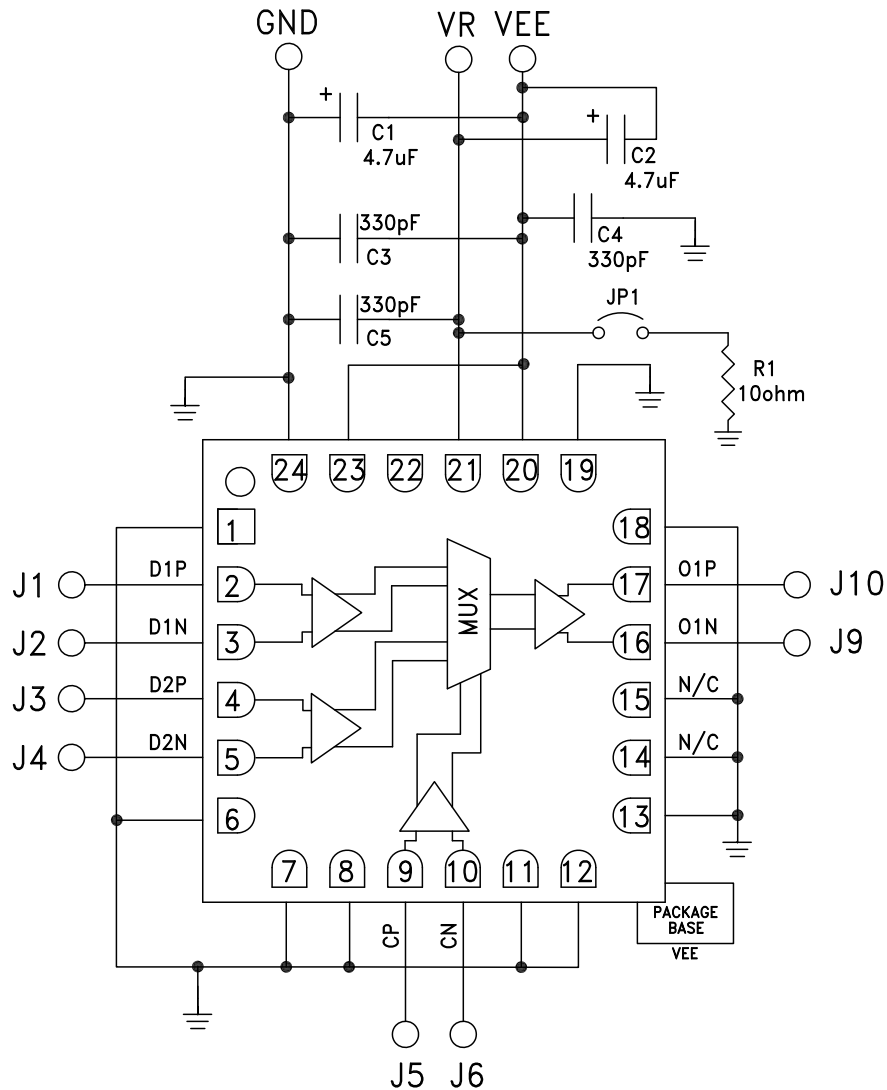 GND VR VEE
+ C1 4.7uF
+ C2 4.7uF
330pF C3
C4 330pF
330pF C5
JP1
R1 10ohm
24 23 22 21 20 19
1 18
J1 D1P 2 17 O1P J10
J2 D1N 3 MUX 16 O1N J9
J3 D2P 4 15 N/C
J4 D2N 5 14 N/C
6 13
7 8 9 10 11 12
CP CN
PACKAGE
BASE
VEE
J5 J6